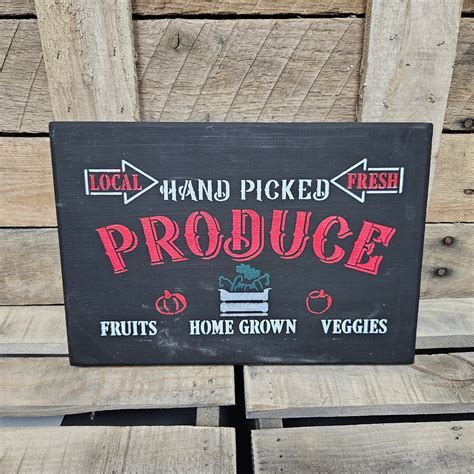 LOCAL HAND PICKED FRESH
PRODUCE
FRUITS HOME GROWN VEGGIES